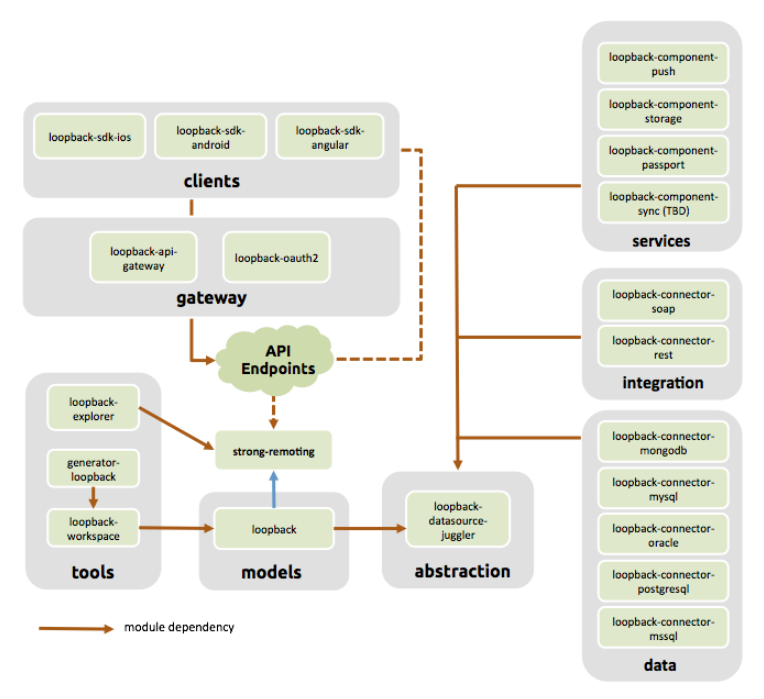 loopback-component-
push
loopback-component-
storage
loopback-component-
passport
loopback-component-
sync (TBD)
services
loopback-sdk-ios
loopback-sdk-
android
loopback-sdk-
angular
clients
loopback-api-
gateway
loopback-oauth2
gateway
loopback-connector-
soap
loopback-connector-
rest
integration
API
Endpoints
loopback-
explorer
generator-
loopback
loopback-
workspace
tools
strong-remoting
loopback
models
loopback-
datasource-
juggler
abstraction
loopback-connector-
mongodb
loopback-connector-
mysql
loopback-connector-
oracle
loopback-connector-
postgresql
loopback-connector-
mssql
data
module dependency